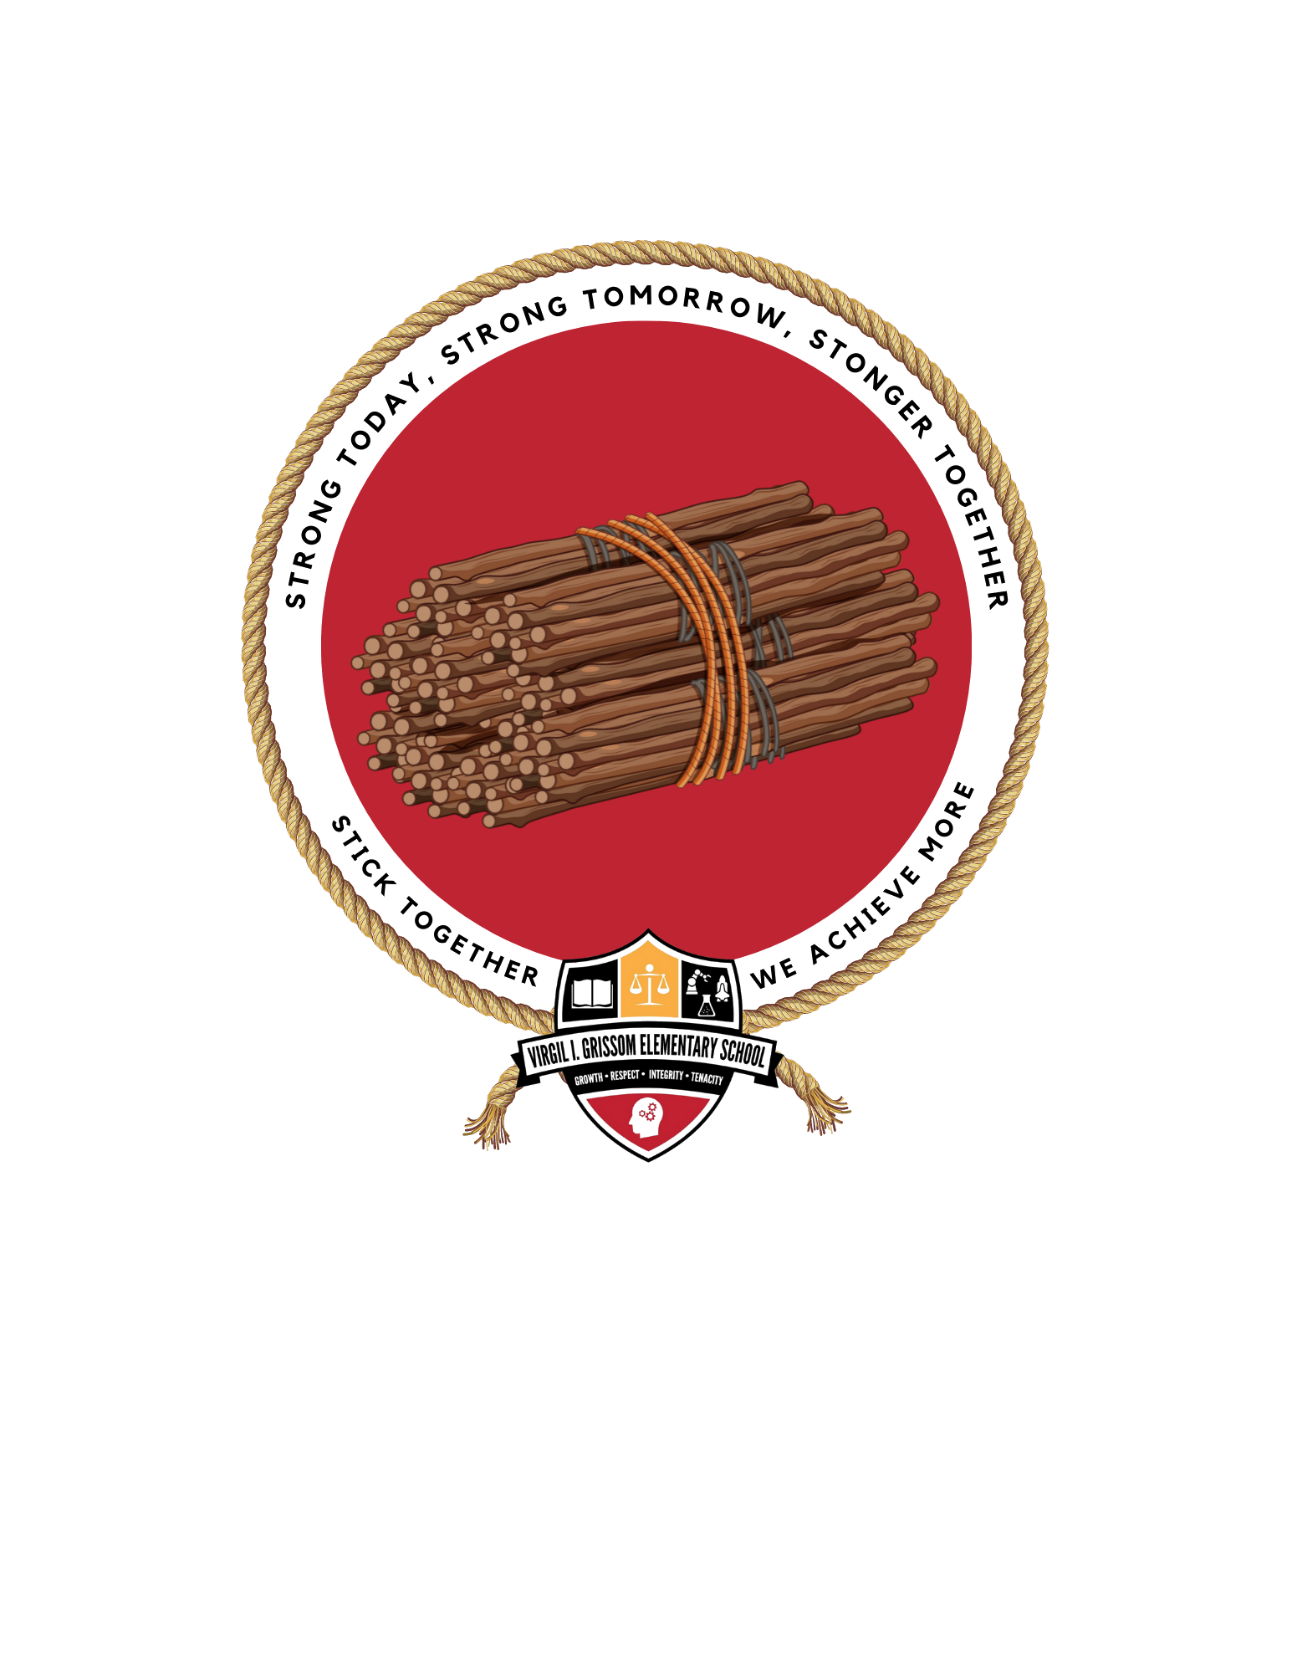 STRONG TODAY, STRONG TOMORROW, STONGER TOGETHER
STICK TOGETHER
WE ACHIEVE MORE
VIRGIL I. GRISSOM ELEMENTARY SCHOOL
GROWTH • RESPECT • INTEGRITY • TENACITY